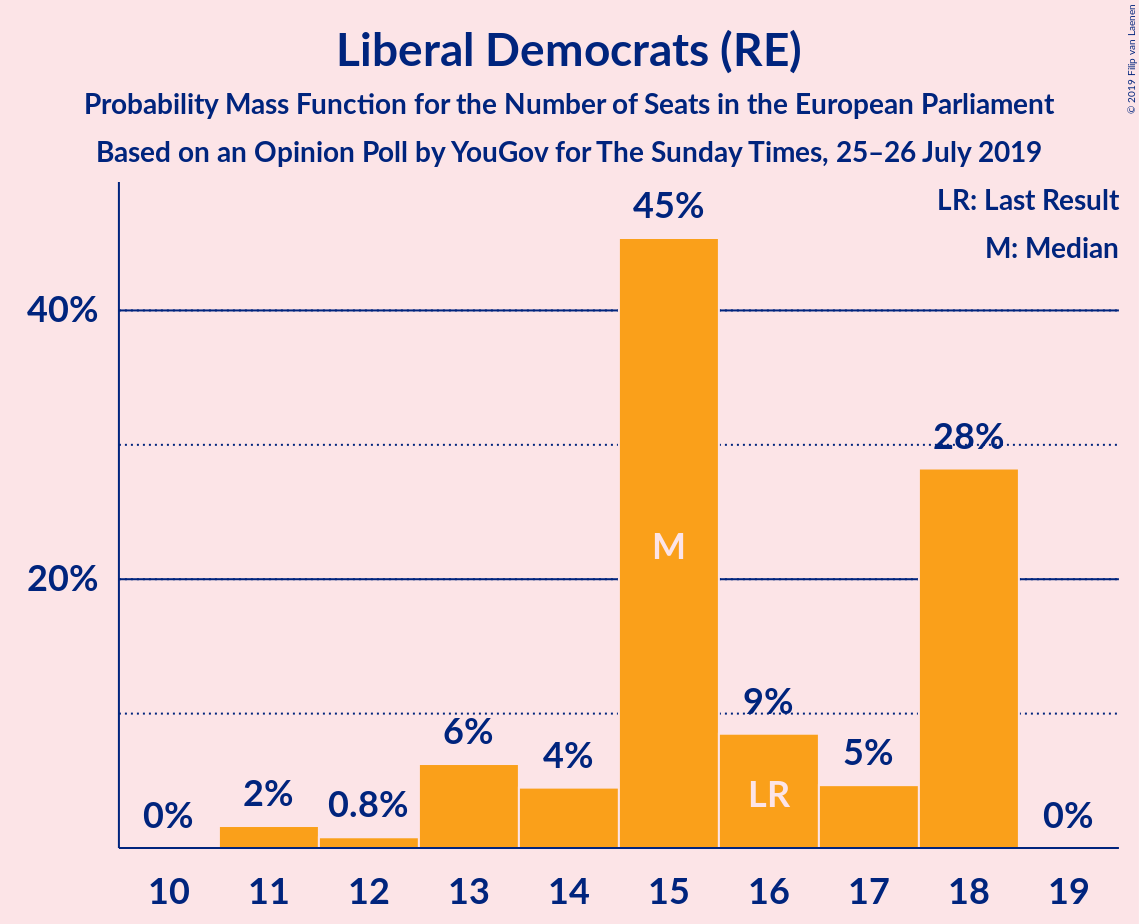 Liberal Democrats (RE)
Probability Mass Function for the Number of Seats in the European Parliament
Based on an Opinion Poll by YouGov for The Sunday Times, 25–26 July 2019
© 2019 Filip van Laenen
LR: Last Result
M: Median
40%
20%
0%
2%
0.8%
6%
4%
45%
9%
5%
28%
0%
M
LR
10 11 12 13 14 15 16 17 18 19